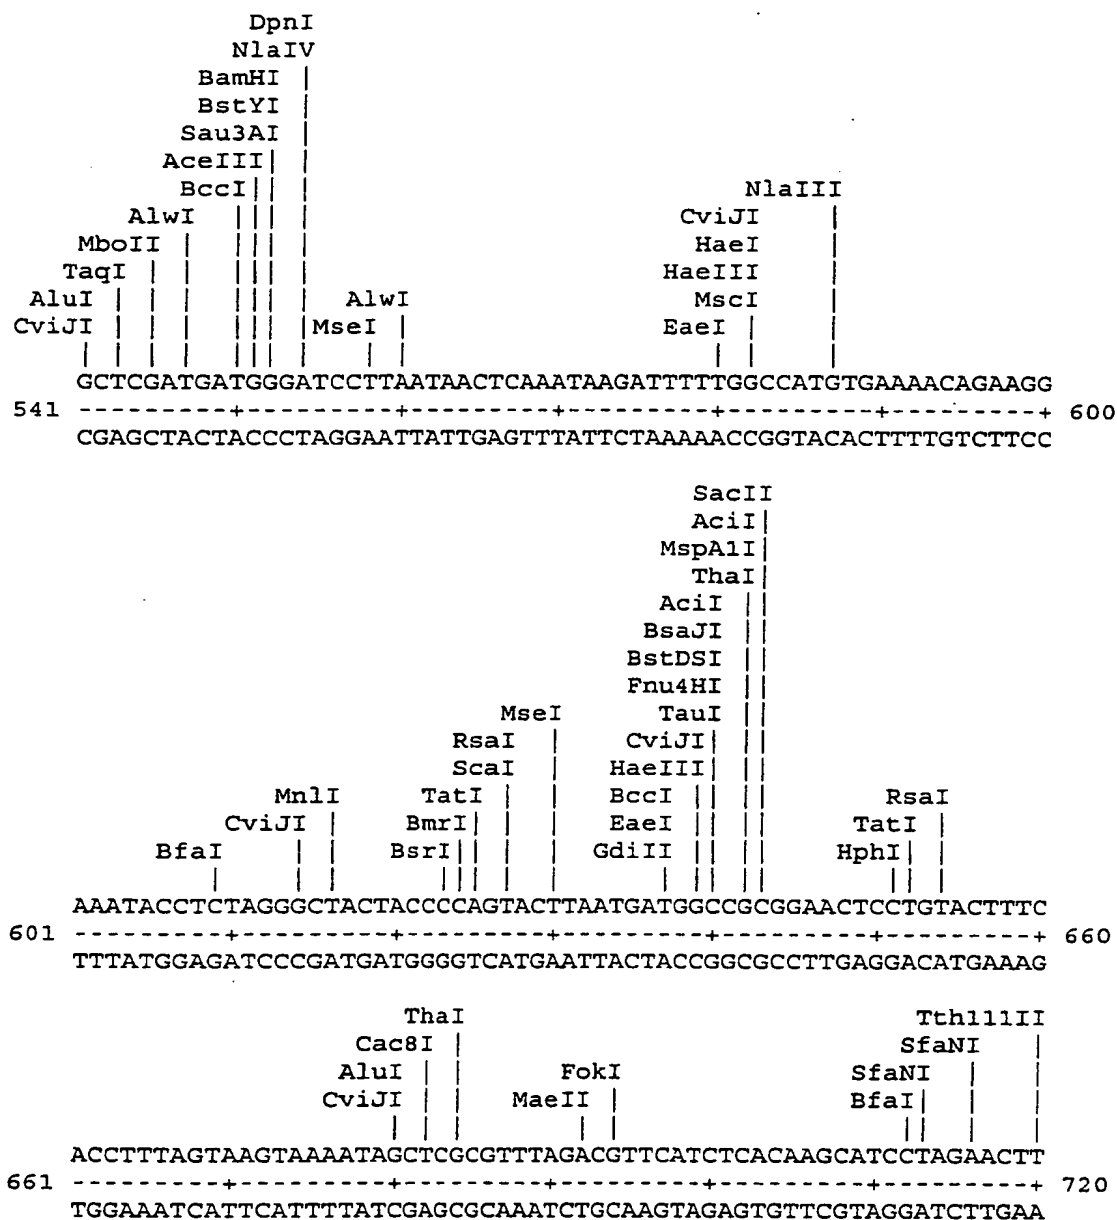 DpnI
NlaIV
BamHI
BstYI
Sau3AI
AceIII
BccI NlaIII
AlwI CviJI
MboII HaeI
TaqI HaeIII
AluI AlwI MscI
CviJI MseI EaeI
GCTCGATGATGGGATCCTTAATAACTCAAATAAGATTTTTGGCCATGTGAAAACAGAAGG
541 ---------+---------+---------+---------+---------+---------+ 600
CGAGCTACTACCCTAGGAATTATTGAGTTTATTCTAAAAACCGGTACACTTTTGTCTTCC
SacII
AciI
MspA1I
ThaI
AciI
BsaJI
BstDSI
Fnu4HI
MseI TauI
RsaI CviJI
ScaI HaeIII
MnlI TatI BccI RsaI
CviJI BmrI EaeI TatI
BfaI BsrI GdiII HphI
AAATACCTCTAGGGCTACTACCCCAGTACTTAATGATGGCCGCGGAACTCCTGTACTTTC
601 ---------+---------+---------+---------+---------+---------+ 660
TTTATGGAGATCCCGATGATGGGGTCATGAATTACTACCGGCGCCTTGAGGACATGAAAG
ThaI Tth111II
Cac8I SfaNI
AluI FokI SfaNI
CviJI MaeII BfaI
ACCTTTAGTAAGTAAAATAGCTCGCGTTTAGACGTTCATCTCACAAGCATCCTAGAACTT
661 ---------+---------+---------+---------+---------+---------+ 720
TGGAAATCATTCATTTTATCGAGCGCAAATCTGCAAGTAGAGTGTTCGTAGGATCTTGAA